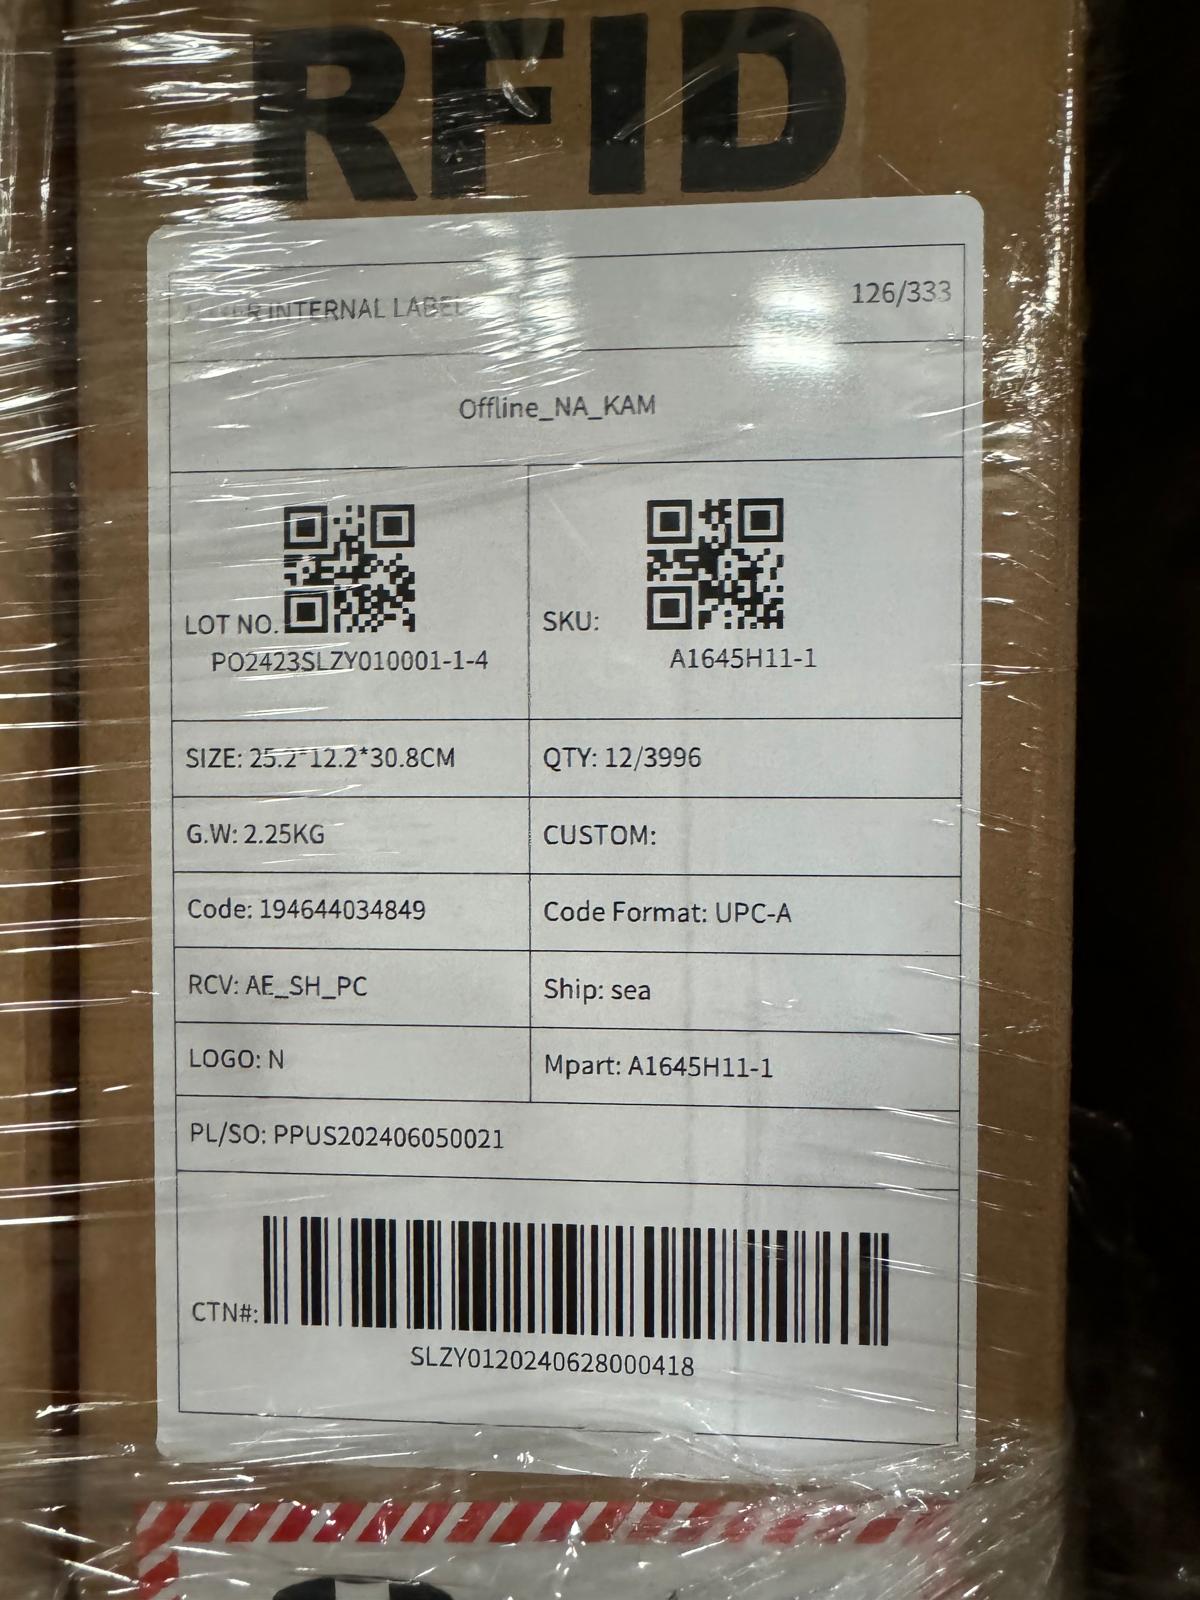 RFID
INTERNAL LABEL
126/333
Offline_NA_KAM
LOT NO.
PO2423SLZY010001-1-4
SKU:
A1645H11-1
SIZE: 25.2*12.2*30.8CM
QTY: 12/3996
G.W: 2.25KG
CUSTOM:
Code: 194644034849
Code Format: UPC-A
RCV: AE_SH_PC
Ship: sea
LOGO: N
Mpart: A1645H11-1
PL/SO: PPUS202406050021
CTN#:
SLZY0120240628000418